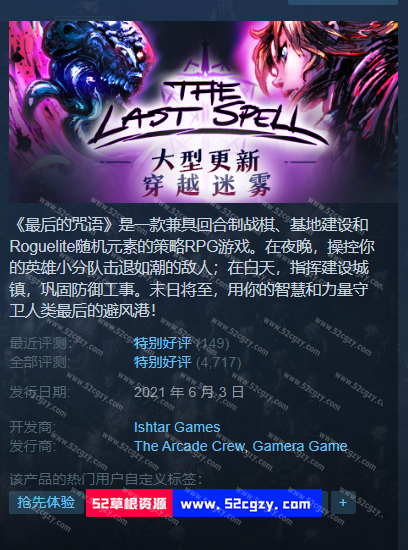 THE
LAST SPELL
大型更新
穿越迷雾
《最后的咒语》是一款兼具回合制战棋、基地建设和
Roguelite随机元素的策略RPG游戏。在夜晚，操控你
的英雄小分队击退如潮的敌人；在白天，指挥建设城
镇，巩固防御工事。末日将至，用你的智慧和力量守
卫人类最后的避风港！
最近评测: 特别好评 (149)
全部评测: 特别好评 (4,717)
发行日期: 2021 年 6 月 3 日
开发商: Ishtar Games
发行商: The Arcade Crew, Gamera Game
该产品的热门用户自定义标签：
抢先体验 52草根资源 www.52cgzy.com +